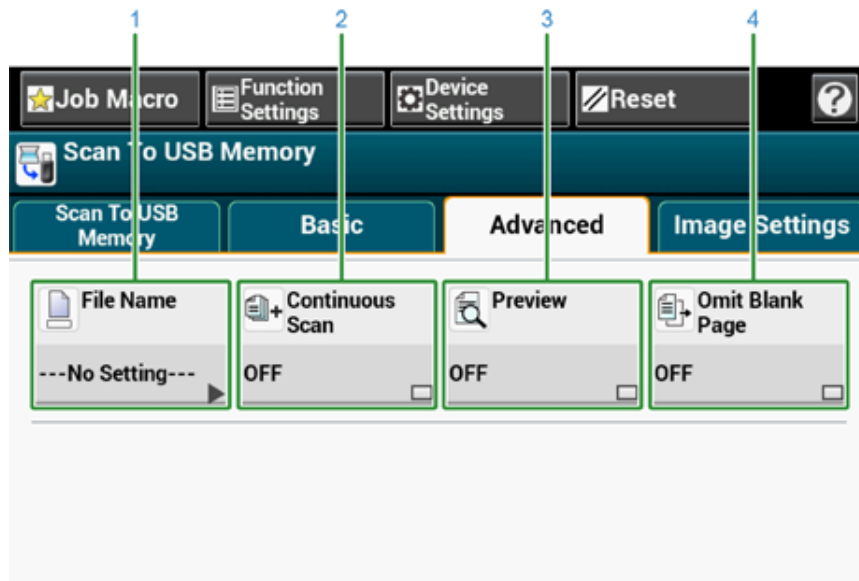 1 2 3 4
Job Macro
Function
Settings
Device
Settings
Reset
?
Scan To USB Memory
Scan To USB
Memory
Basic
Advanced
Image Settings
File Name
---No Setting---
Continuous
Scan
OFF
Preview
OFF
Omit Blank
Page
OFF